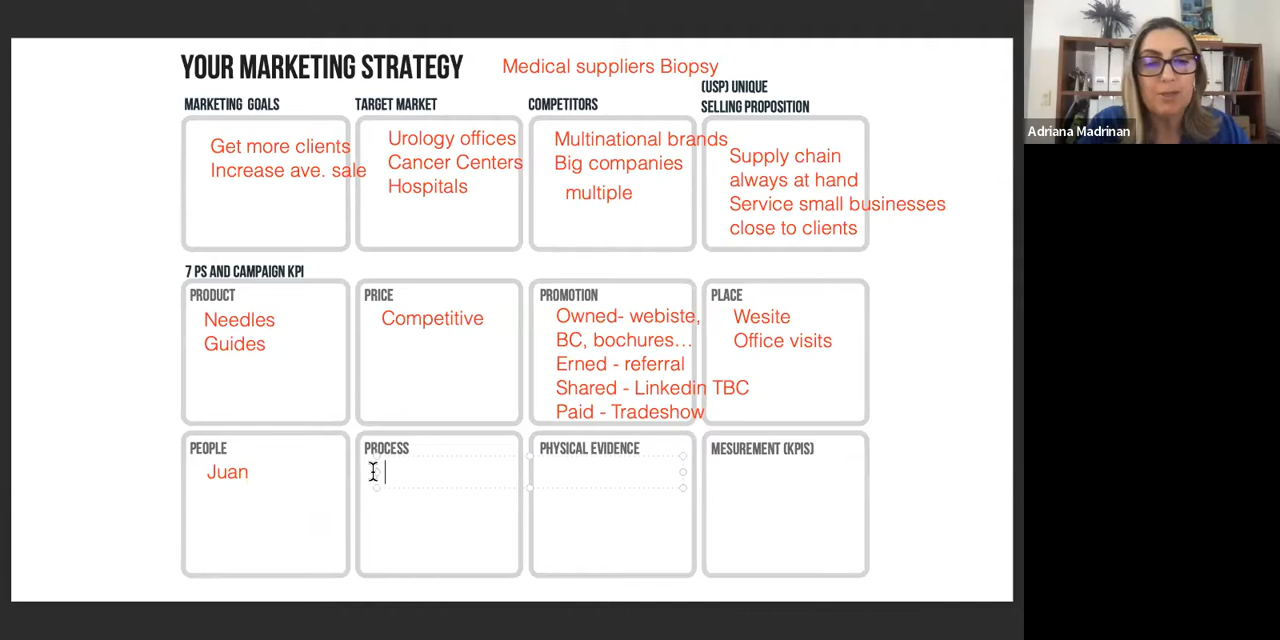 YOUR MARKETING STRATEGY
Medical suppliers Biopsy
MARKETING GOALS
Get more clients
Increase ave. sale
TARGET MARKET
Urology offices
Cancer Centers
Hospitals
COMPETITORS
Multinational brands
Big companies
multiple
(USP) UNIQUE
SELLING PROPOSITION
Supply chain
always at hand
Service small businesses
close to clients
7 PS AND CAMPAIGN KPI
PRODUCT
Needles
Guides
PRICE
Competitive
PROMOTION
Owned- webiste,
BC, bochures...
Erned - referral
Shared - Linkedin TBC
Paid - Tradeshow
PLACE
Wesite
Office visits
PEOPLE
Juan
PROCESS
PHYSICAL EVIDENCE
MESUREMENT (KPIS)
Adriana Madrinan